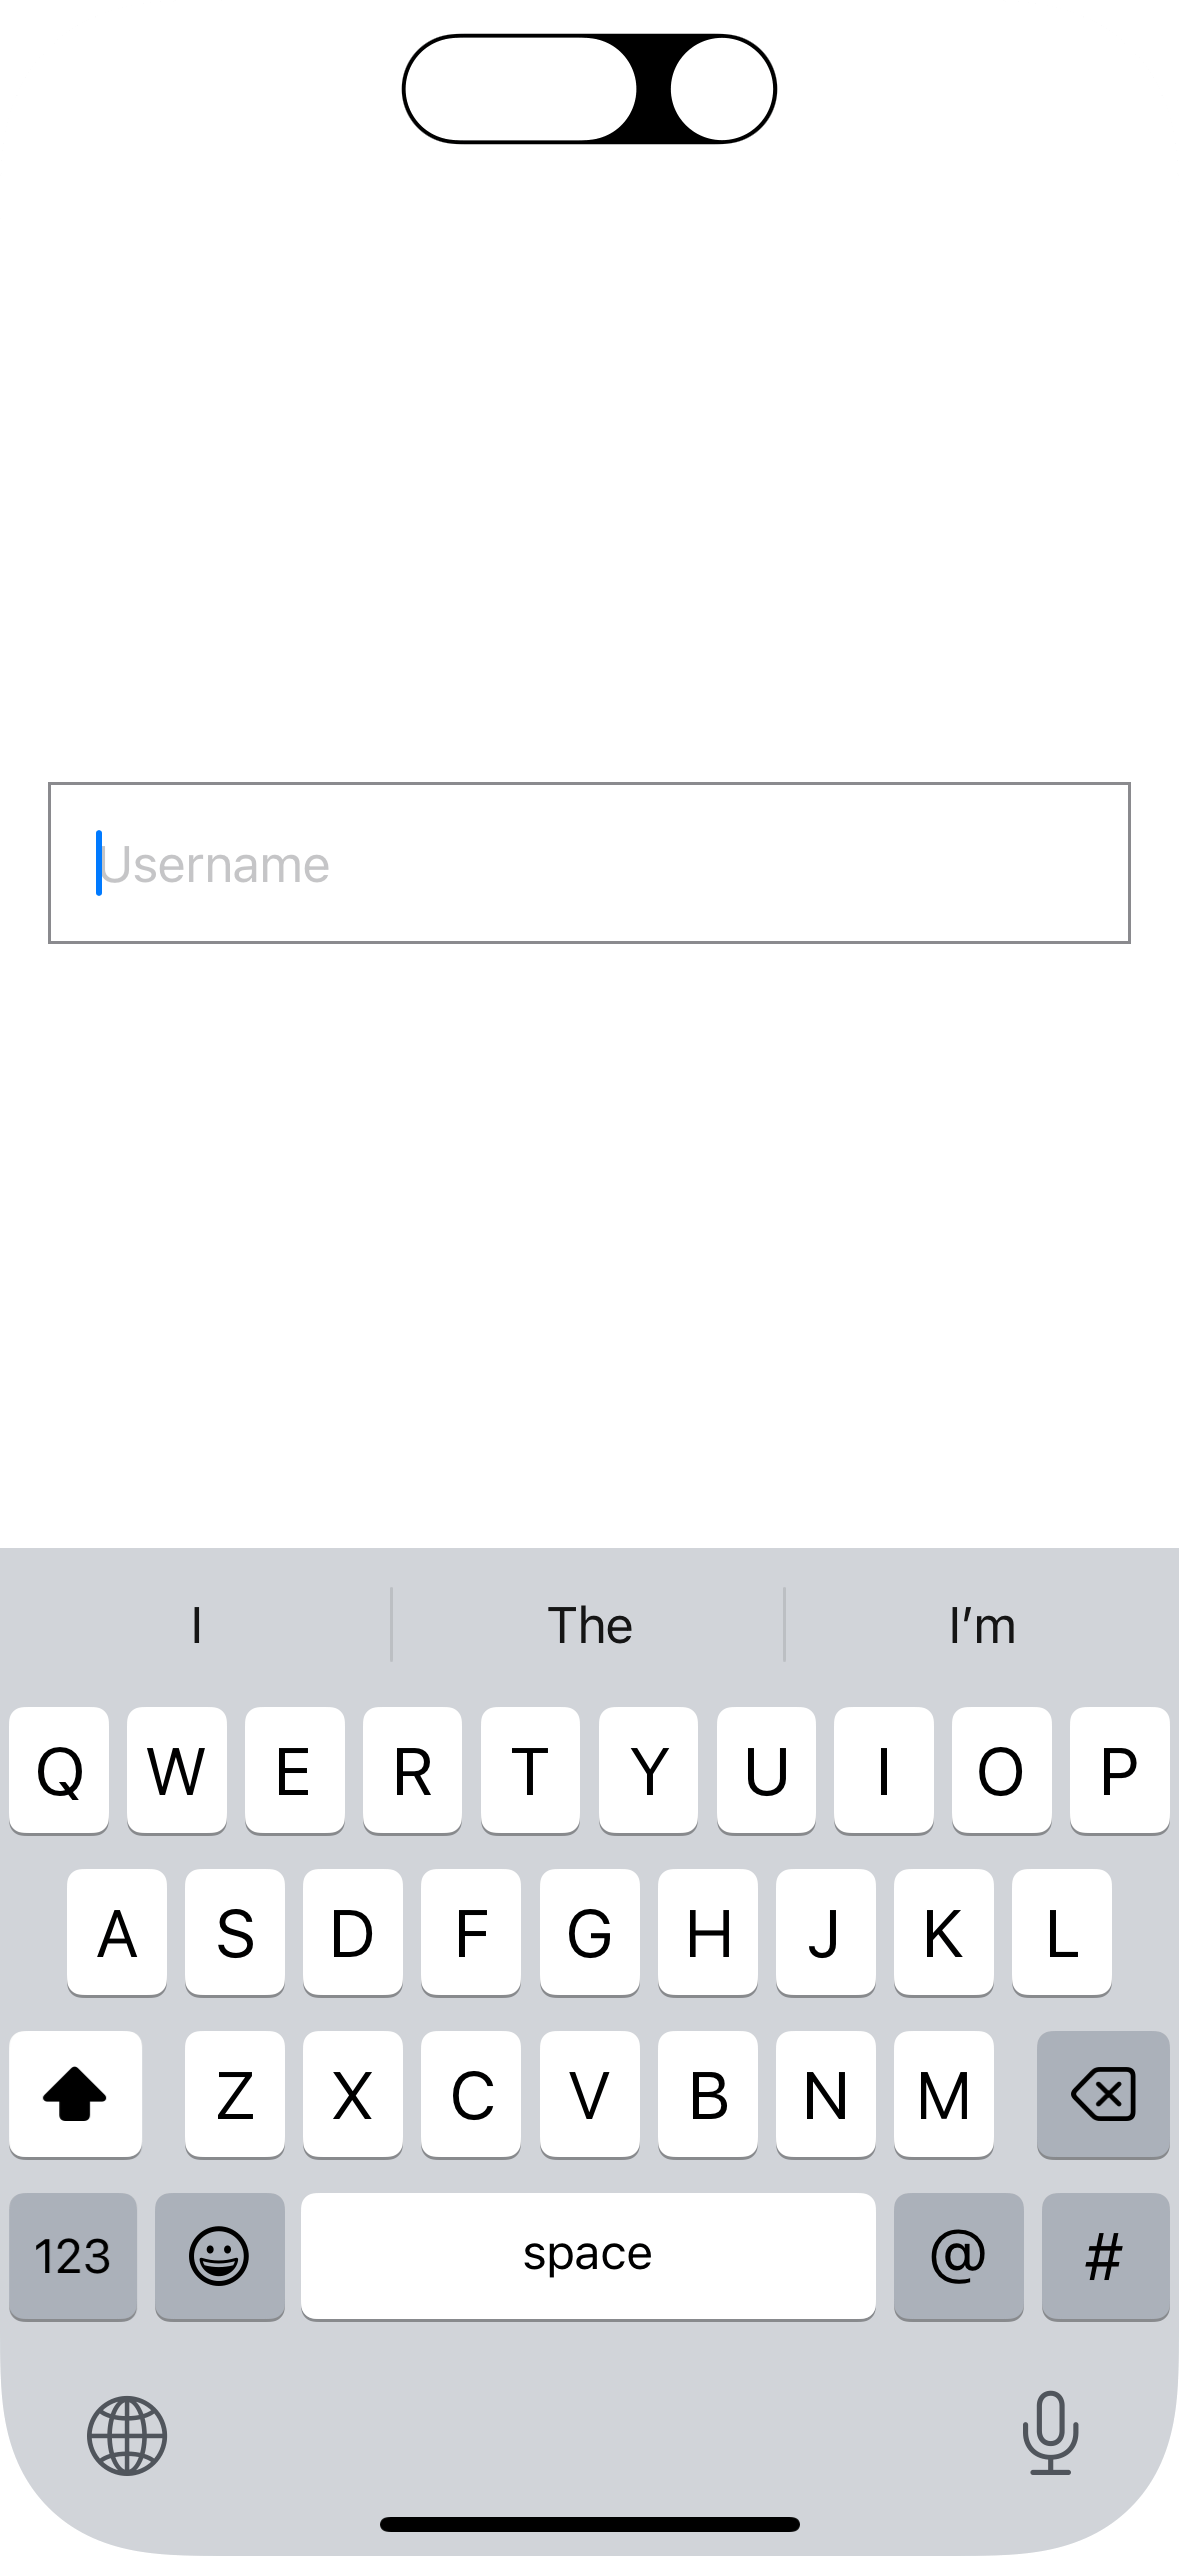 Username
I The I’m
Q W E R T Y U I O P
A S D F G H J K L
Z X C V B N M
123 space @ #